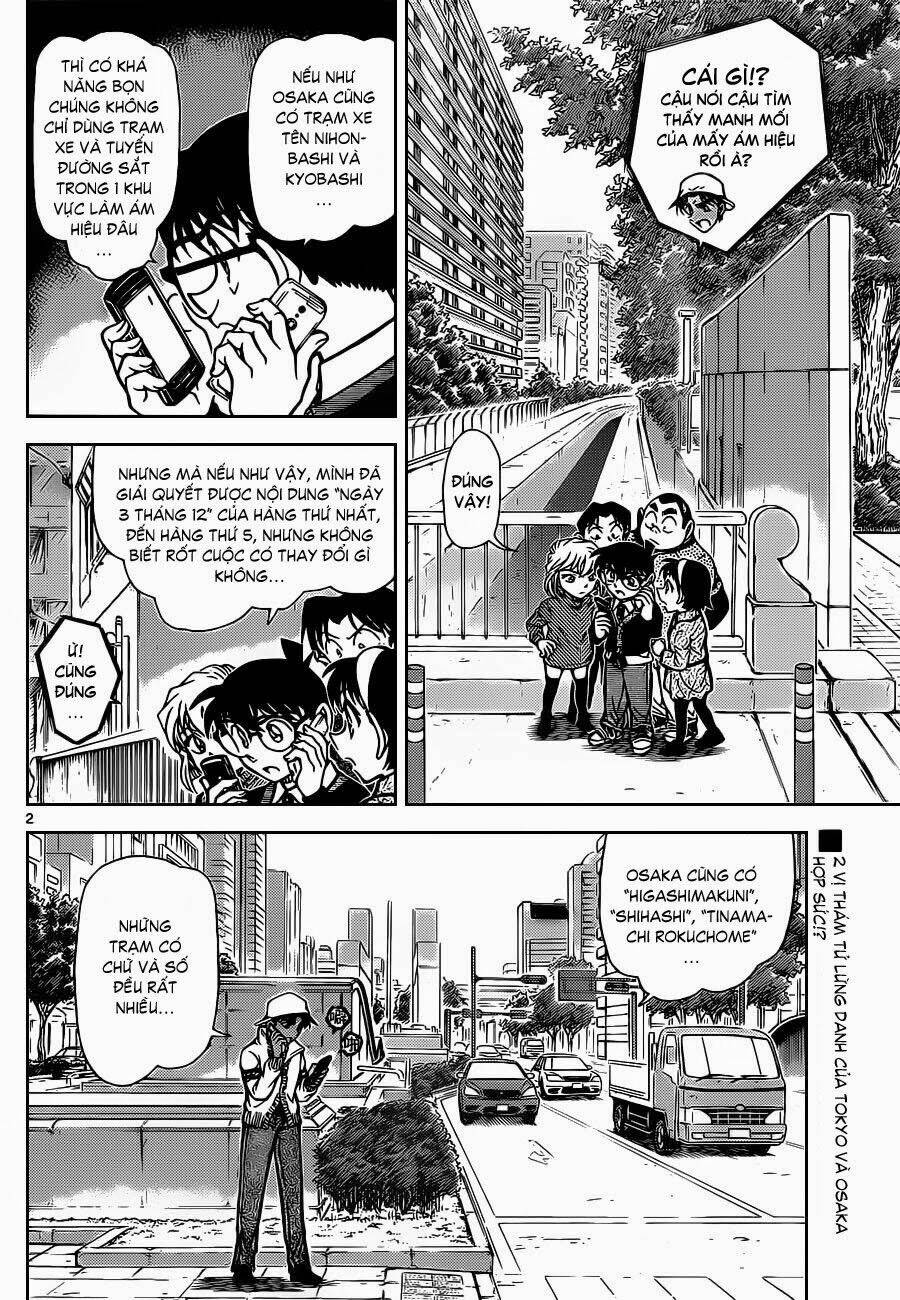 CÁI GÌ!?
CẬU NÓI CẬU TÌM
THẤY MANH MỐI
CỦA MẤY ÁM HIỆU
RỒI À?
ĐÚNG
VẬY!
NẾU NHƯ
OSAKA CŨNG
CÓ TRẠM XE
TÊN NIHON-
BASHI VÀ
KYOBASHI
...
THÌ CÓ KHẢ
NĂNG BỌN
CHÚNG KHÔNG
CHỈ DÙNG TRẠM
XE VÀ TUYẾN
ĐƯỜNG SẮT
TRONG 1 KHU
VỰC LÀM ÁM
HIỆU ĐÂU
...
NHƯNG MÀ NẾU NHƯ VẬY, MÌNH ĐÃ
GIẢI QUYẾT ĐƯỢC NỘI DUNG "NGÀY
3 THÁNG 12" CỦA HÀNG THỨ NHẤT,
ĐẾN HÀNG THỨ 5, NHƯNG KHÔNG
BIẾT RỐT CUỘC CÓ THAY ĐỔI GÌ
KHÔNG...
Ừ!
CŨNG
ĐÚNG
...
2
2 VỊ THÁM TỬ LỪNG DANH CỦA TOKYO VÀ OSAKA
HỢP SỨC!?
OSAKA CŨNG CÓ
"HIGASHIMAKUNI",
"SHIHASHI", "TINAMA-
CHI ROKUCHOME"
...
NHỮNG
TRẠM CÓ
CHỮ VÀ SỐ
ĐỀU RẤT
NHIỀU...